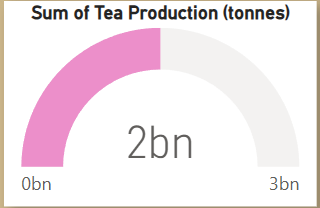 Sum of Tea Production (tonnes)
2bn
0bn 3bn